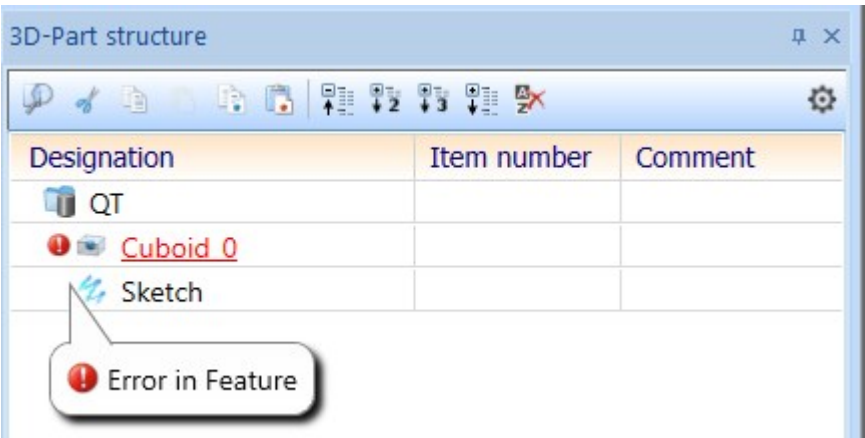 3D-Part structure
Designation Item number Comment
QT
Cuboid_0
Sketch
Error in Feature